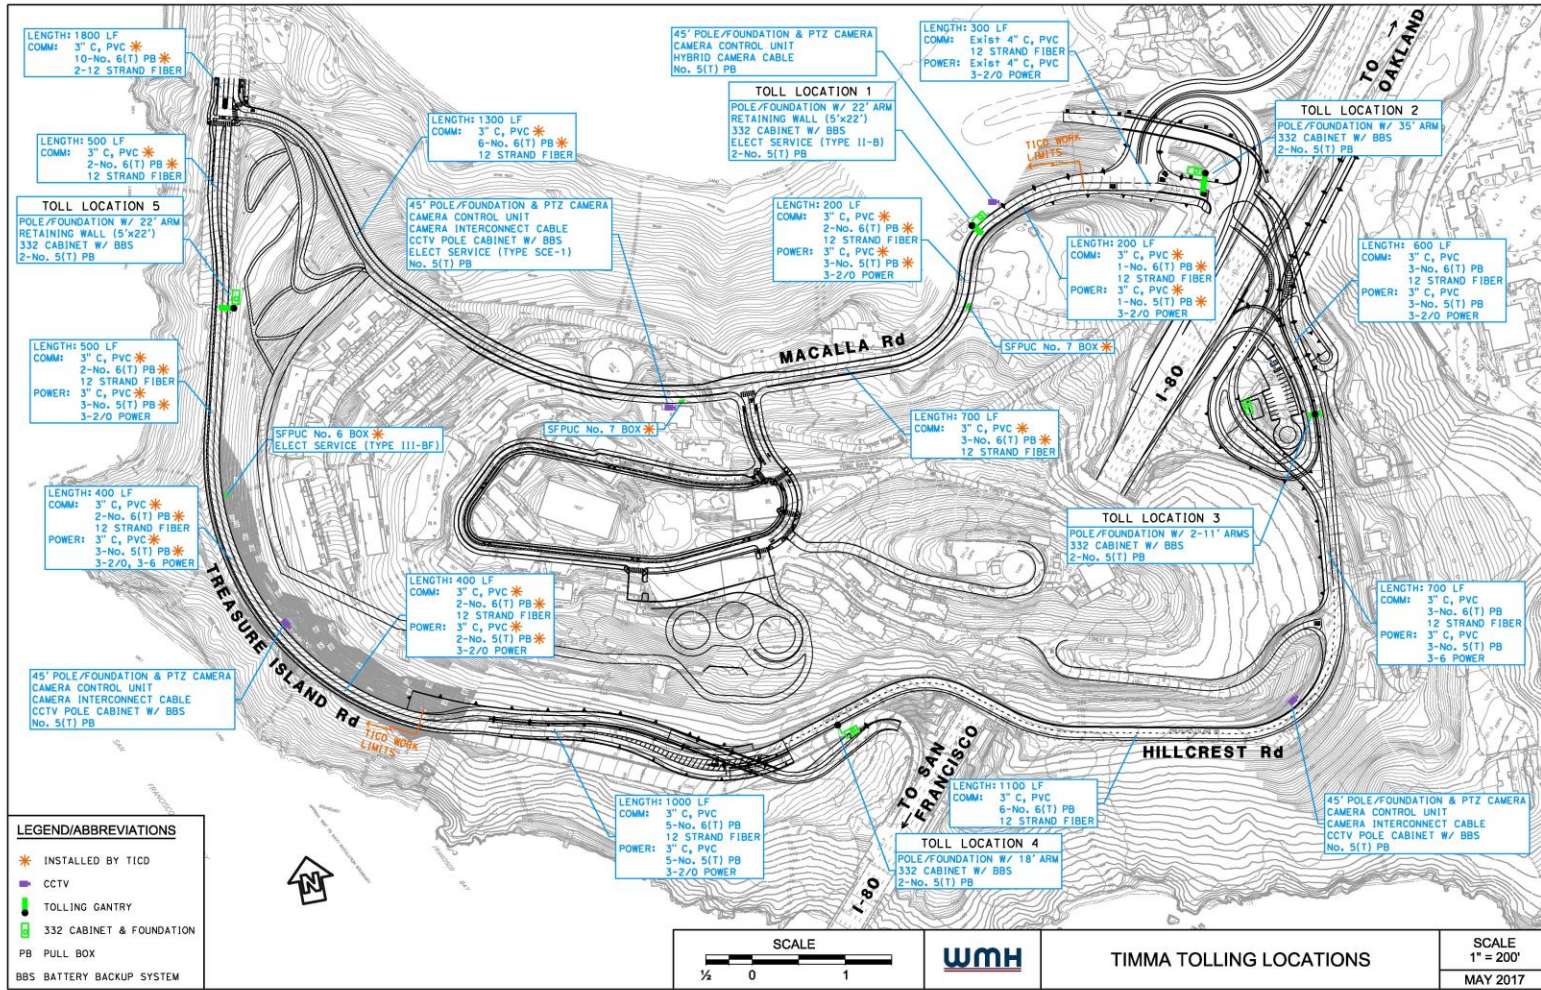 LENGTH: 1800 LF
COMM: 3" C, PVC ✳
10-No. 6(T) PB ✳
2-12 STRAND FIBER
LENGTH: 500 LF
COMM: 3" C, PVC ✳
2-No. 6(T) PB ✳
12 STRAND FIBER
TOLL LOCATION 5
POLE/FOUNDATION W/ 22' ARM
RETAINING WALL (5'x22')
332 CABINET W/ BBS
2-No. 5(T) PB
LENGTH: 500 LF
COMM: 3" C, PVC ✳
2-No. 6(T) PB ✳
12 STRAND FIBER
POWER: 3" C, PVC ✳
3-No. 5(T) PB ✳
3-2/0 POWER
SFPUC No. 6 BOX ✳
ELECT SERVICE (TYPE III-BF)
LENGTH: 400 LF
COMM: 3" C, PVC ✳
2-No. 6(T) PB ✳
12 STRAND FIBER
POWER: 3" C, PVC ✳
3-No. 5(T) PB ✳
3-2/0, 3-6 POWER
45' POLE/FOUNDATION & PTZ CAMERA
CAMERA CONTROL UNIT
CAMERA INTERCONNECT CABLE
CCTV POLE CABINET W/ BBS
No. 5(T) PB
LENGTH: 1300 LF
COMM: 3" C, PVC ✳
6-No. 6(T) PB ✳
12 STRAND FIBER
45' POLE/FOUNDATION & PTZ CAMERA
CAMERA CONTROL UNIT
CAMERA INTERCONNECT CABLE
CCTV POLE CABINET W/ BBS
ELECT SERVICE (TYPE SCE-1)
No. 5(T) PB
SFPUC No. 7 BOX ✳
LENGTH: 400 LF
COMM: 3" C, PVC ✳
2-No. 6(T) PB ✳
12 STRAND FIBER
POWER: 3" C, PVC ✳
2-No. 5(T) PB ✳
3-2/0 POWER
TREASURE ISLAND Rd
TICD WORK
LIMITS
45' POLE/FOUNDATION & PTZ CAMERA
CAMERA CONTROL UNIT
HYBRID CAMERA CABLE
No. 5(T) PB
TOLL LOCATION 1
POLE/FOUNDATION W/ 22' ARM
RETAINING WALL (5'x22')
332 CABINET W/ BBS
ELECT SERVICE (TYPE II-B)
2-No. 5(T) PB
LENGTH: 300 LF
COMM: Exist 4" C, PVC
12 STRAND FIBER
POWER: Exist 4" C, PVC
3-2/0 POWER
TO
OAKLAND
TICD WORK
LIMITS
TOLL LOCATION 2
POLE/FOUNDATION W/ 35' ARM
332 CABINET W/ BBS
2-No. 5(T) PB
LENGTH: 200 LF
COMM: 3" C, PVC ✳
2-No. 6(T) PB ✳
12 STRAND FIBER
POWER: 3" C, PVC ✳
3-No. 5(T) PB ✳
3-2/0 POWER
LENGTH: 200 LF
COMM: 3" C, PVC ✳
1-No. 6(T) PB ✳
12 STRAND FIBER
POWER: 3" C, PVC ✳
1-No. 5(T) PB ✳
3-2/0 POWER
LENGTH: 600 LF
COMM: 3" C, PVC
3-No. 6(T) PB
12 STRAND FIBER
POWER: 3" C, PVC
3-No. 5(T) PB
3-2/0 POWER
SFPUC No. 7 BOX ✳
MACALLA Rd
I-80
LENGTH: 700 LF
COMM: 3" C, PVC ✳
3-No. 6(T) PB ✳
12 STRAND FIBER
TOLL LOCATION 3
POLE/FOUNDATION W/ 2-11' ARMS
332 CABINET W/ BBS
2-No. 5(T) PB
LENGTH: 700 LF
COMM: 3" C, PVC
3-No. 6(T) PB
12 STRAND FIBER
POWER: 3" C, PVC
3-No. 5(T) PB
3-6 POWER
HILLCREST Rd
TO SAN
FRANCISCO
I-80
LENGTH: 1000 LF
COMM: 3" C, PVC
5-No. 6(T) PB
12 STRAND FIBER
POWER: 3" C, PVC
5-No. 5(T) PB
3-2/0 POWER
LENGTH: 1100 LF
COMM: 3" C, PVC
6-No. 6(T) PB
12 STRAND FIBER
TOLL LOCATION 4
POLE/FOUNDATION W/ 18' ARM
332 CABINET W/ BBS
2-No. 5(T) PB
45' POLE/FOUNDATION & PTZ CAMERA
CAMERA CONTROL UNIT
CAMERA INTERCONNECT CABLE
CCTV POLE CABINET W/ BBS
No. 5(T) PB
LEGEND/ABBREVIATIONS
✳ INSTALLED BY TICD
CCTV
TOLLING GANTRY
332 CABINET & FOUNDATION
PB PULL BOX
BBS BATTERY BACKUP SYSTEM
N
SAN
FRANCISCO
BAY
SCALE
½ 0 1
WMH
TIMMA TOLLING LOCATIONS
SCALE
1" = 200'
MAY 2017